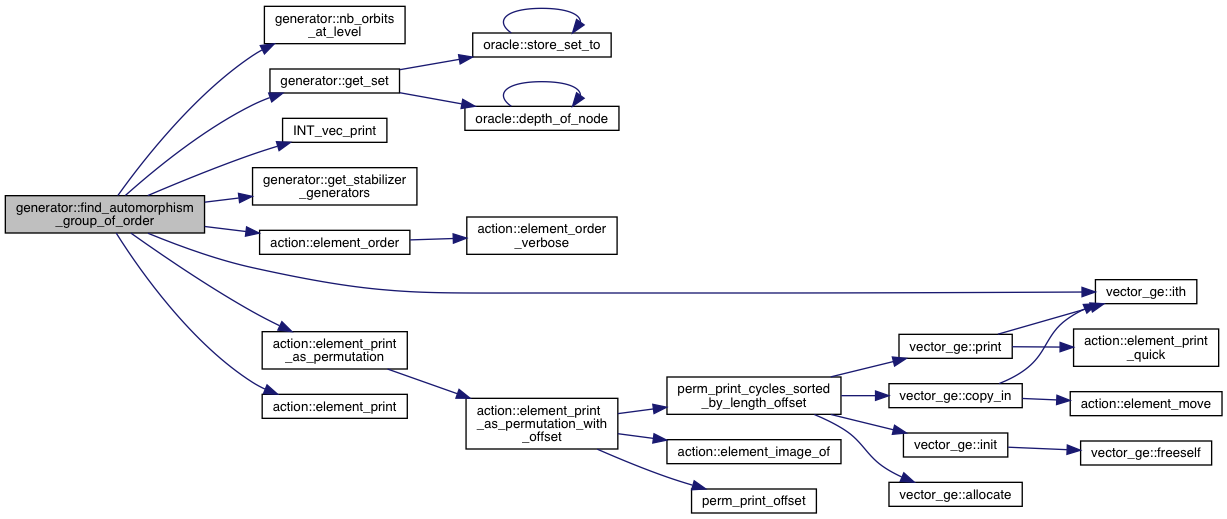 generator::nb_orbits
_at_level
oracle::store_set_to
generator::get_set
oracle::depth_of_node
INT_vec_print
generator::get_stabilizer
_generators
generator::find_automorphism
_group_of_order
action::element_order
action::element_order
_verbose
vector_ge::ith
action::element_print
_as_permutation
vector_ge::print
action::element_print
_quick
action::element_print
perm_print_cycles_sorted
_by_length_offset
vector_ge::copy_in
action::element_move
action::element_print
_as_permutation_with
_offset
action::element_image_of
vector_ge::init
vector_ge::freeself
perm_print_offset
vector_ge::allocate